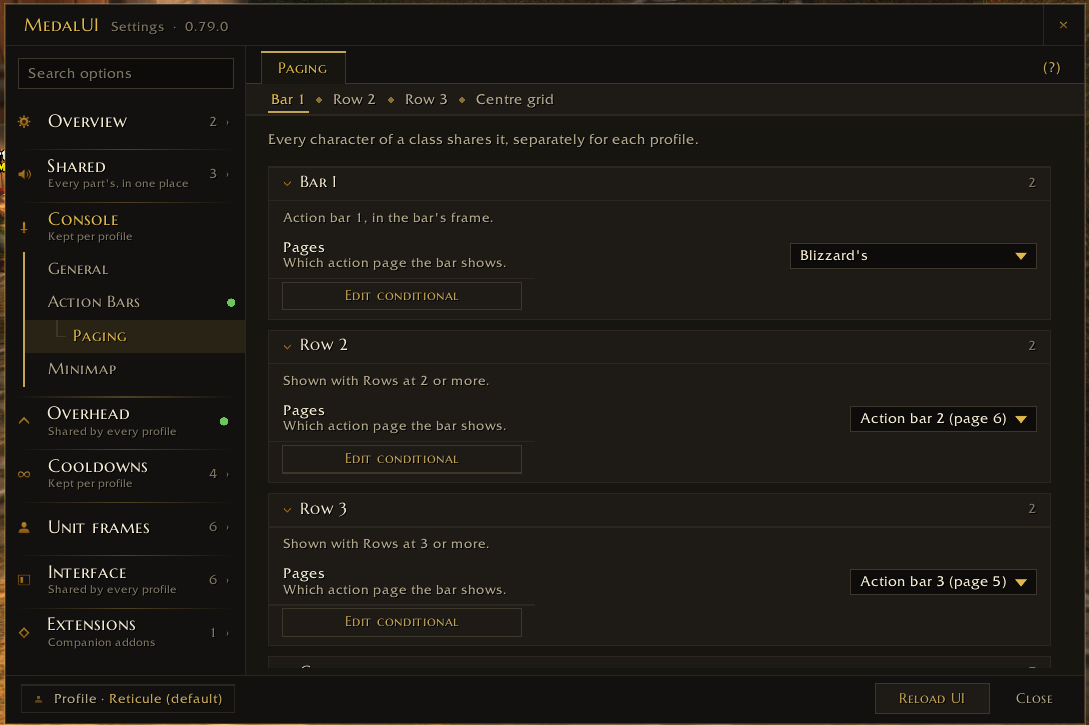 MedalUI Settings · 0.79.0
×
Search options
Paging
(?)
Bar 1 ◆ Row 2 ◆ Row 3 ◆ Centre grid
Every character of a class shares it, separately for each profile.
Overview 2 ›
Shared 3 ›
Every part's, in one place
Console
Kept per profile
General
Action Bars
Paging
Minimap
Overhead
Shared by every profile
Cooldowns 4 ›
Kept per profile
Unit frames 6 ›
Interface 6 ›
Shared by every profile
Extensions 1 ›
Companion addons
Bar 1 2
Action bar 1, in the bar's frame.
Pages
Which action page the bar shows.
Blizzard's
Edit conditional
Row 2 2
Shown with Rows at 2 or more.
Pages
Which action page the bar shows.
Action bar 2 (page 6)
Edit conditional
Row 3 2
Shown with Rows at 3 or more.
Pages
Which action page the bar shows.
Action bar 3 (page 5)
Edit conditional
Profile · Reticule (default)
Reload UI
Close